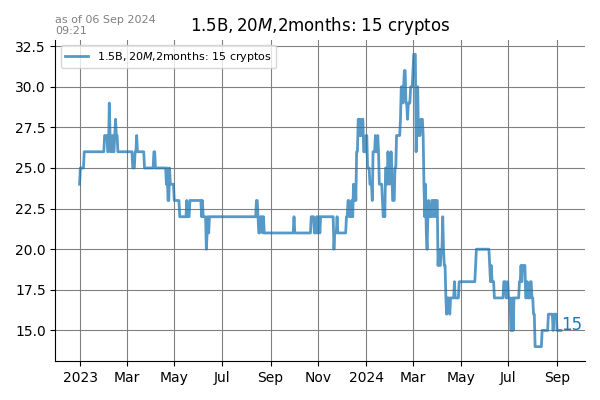 as of 06 Sep 2024
09:21
1.5B, 20M,2months: 15 cryptos
1.5B, 20M,2months: 15 cryptos
32.5
30.0
27.5
25.0
22.5
20.0
17.5
15.0
15
2023 Mar May Jul Sep Nov 2024 Mar May Jul Sep